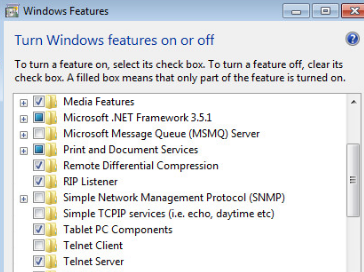 Windows Features
Turn Windows features on or off
To turn a feature on, select its check box. To turn a feature off, clear its
check box. A filled box means that only part of the feature is turned on.
Media Features
Microsoft .NET Framework 3.5.1
Microsoft Message Queue (MSMQ) Server
Print and Document Services
Remote Differential Compression
RIP Listener
Simple Network Management Protocol (SNMP)
Simple TCPIP services (i.e. echo, daytime etc)
Tablet PC Components
Telnet Client
Telnet Server